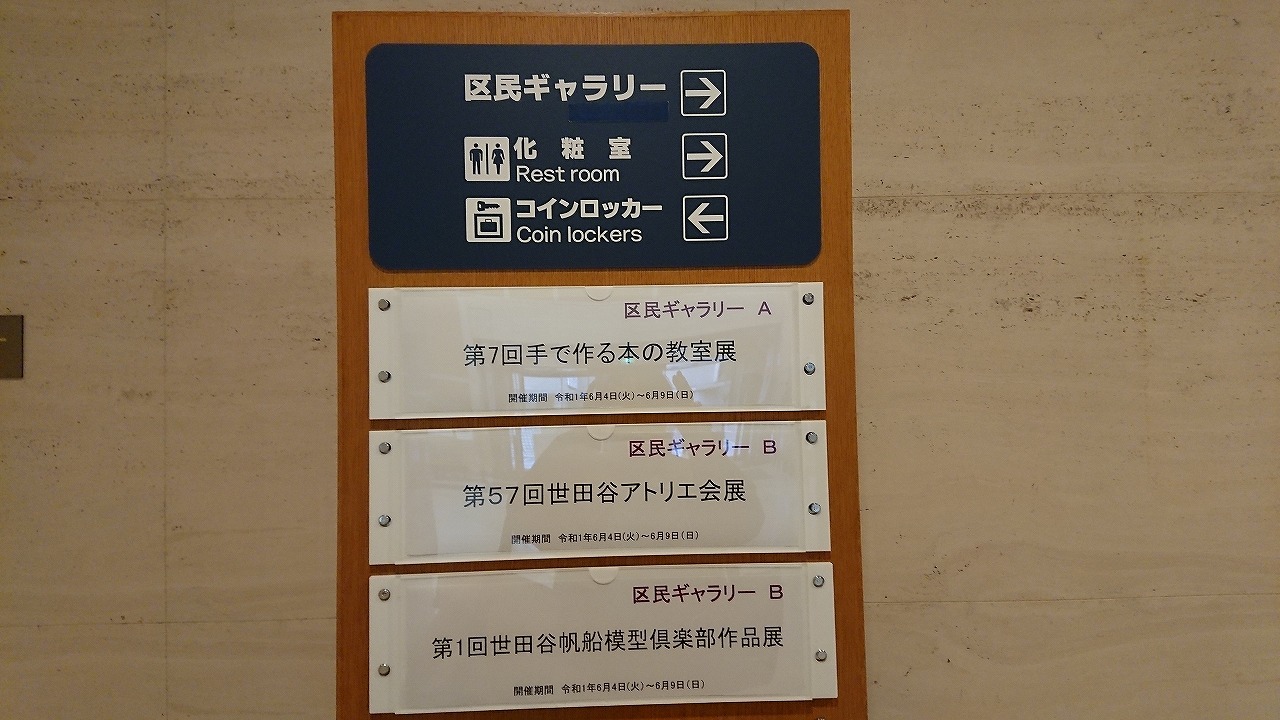 区民ギャラリー
化粧室
Rest room
コインロッカー
Coin lockers
区民ギャラリー A
第7回手で作る本の教室展
開催期間 令和1年6月4日(火)～6月9日(日)
区民ギャラリー B
第57回世田谷アトリエ会展
開催期間 令和1年6月4日(火)～6月9日(日)
区民ギャラリー B
第1回世田谷帆船模型倶楽部作品展
開催期間 令和1年6月4日(火)～6月9日(日)